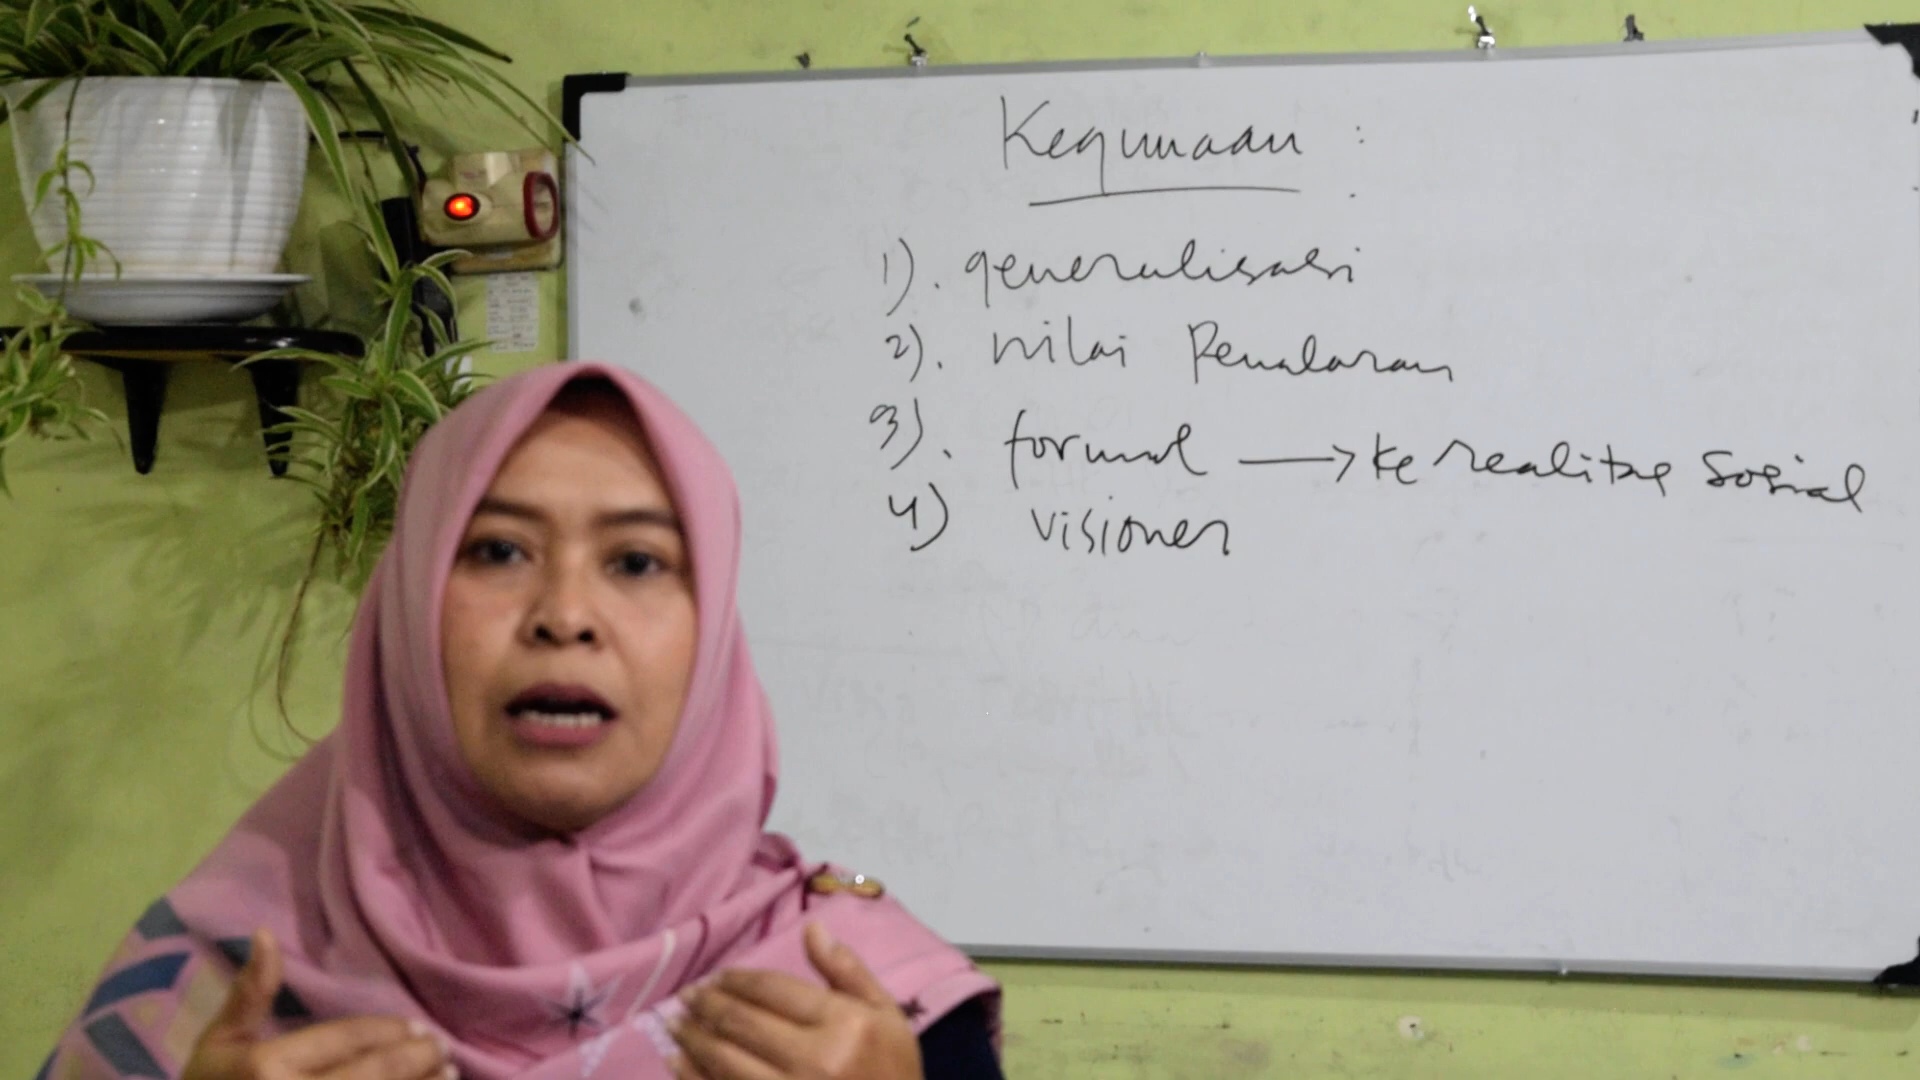 Kegunaan :
1). generalisasi
2). nilai Penalaran
3). formal → ke realitas Sosial
4) visioner